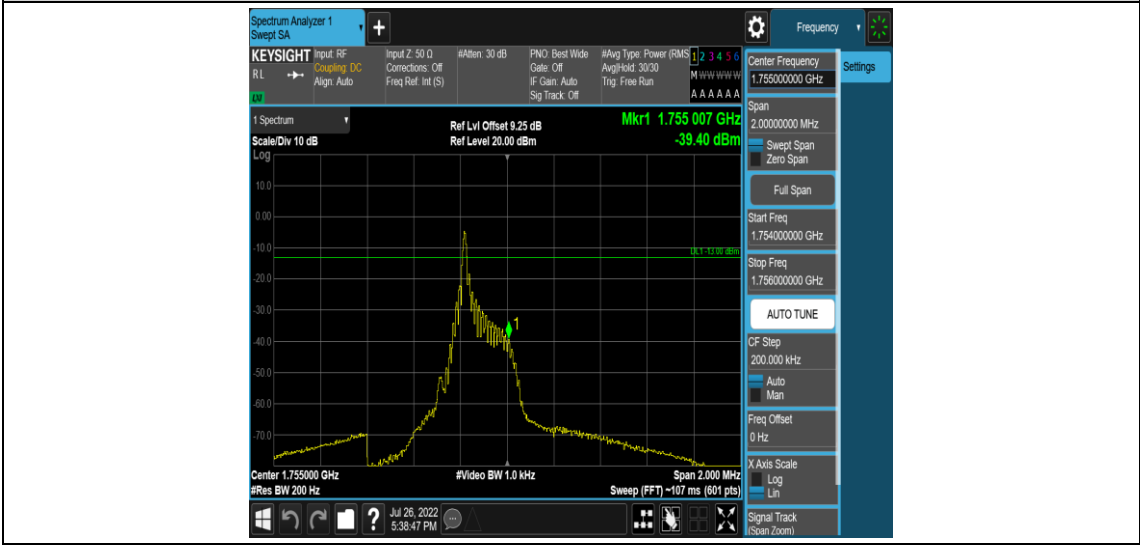 Spectrum Analyzer 1
Swept SA
+
Frequency
KEYSIGHT
RL
Input: RF
Coupling: DC
Align: Auto
Input Z: 50 Ω
Corrections: Off
Freq Ref: Int (S)
#Atten: 30 dB
PNO: Best Wide
Gate: Off
IF Gain: Auto
Sig Track: Off
#Avg Type: Power (RMS
Avg|Hold: 30/30
Trig: Free Run
1 2 3 4 5 6
M W W W W W
A A A A A A
1 Spectrum
Scale/Div 10 dB
Log
Ref Lvl Offset 9.25 dB
Ref Level 20.00 dBm
Mkr1 1.755 007 GHz
-39.40 dBm
10.0
0.00
-10.0
-20.0
-30.0
-40.0
-50.0
-60.0
-70.0
DL1 -13.00 dBm
1
Center 1.755000 GHz
#Res BW 200 Hz
#Video BW 1.0 kHz
Span 2.000 MHz
Sweep (FFT) ~107 ms (601 pts)
?
Jul 26, 2022
5:38:47 PM
Center Frequency
1.755000000 GHz
Span
2.00000000 MHz
Swept Span
Zero Span
Full Span
Start Freq
1.754000000 GHz
Stop Freq
1.756000000 GHz
AUTO TUNE
CF Step
200.000 kHz
Auto
Man
Freq Offset
0 Hz
X Axis Scale
Log
Lin
Signal Track
(Span Zoom)
Settings